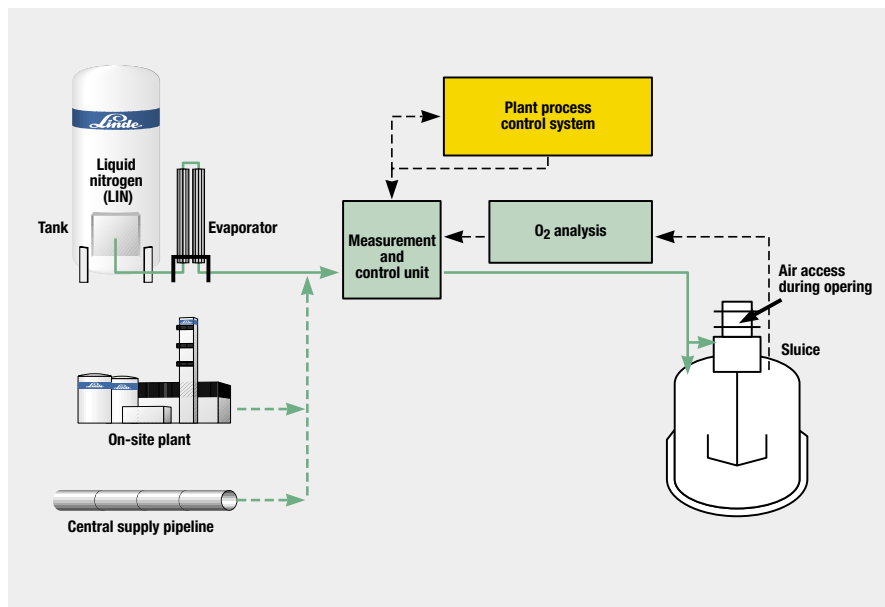 Plant process
control system
Linde
Liquid
nitrogen
(LIN)
Tank
Evaporator
Measurement
and
control unit
O₂ analysis
Air access
during opering
Sluice
Linde
Linde
On-site plant
Central supply pipeline